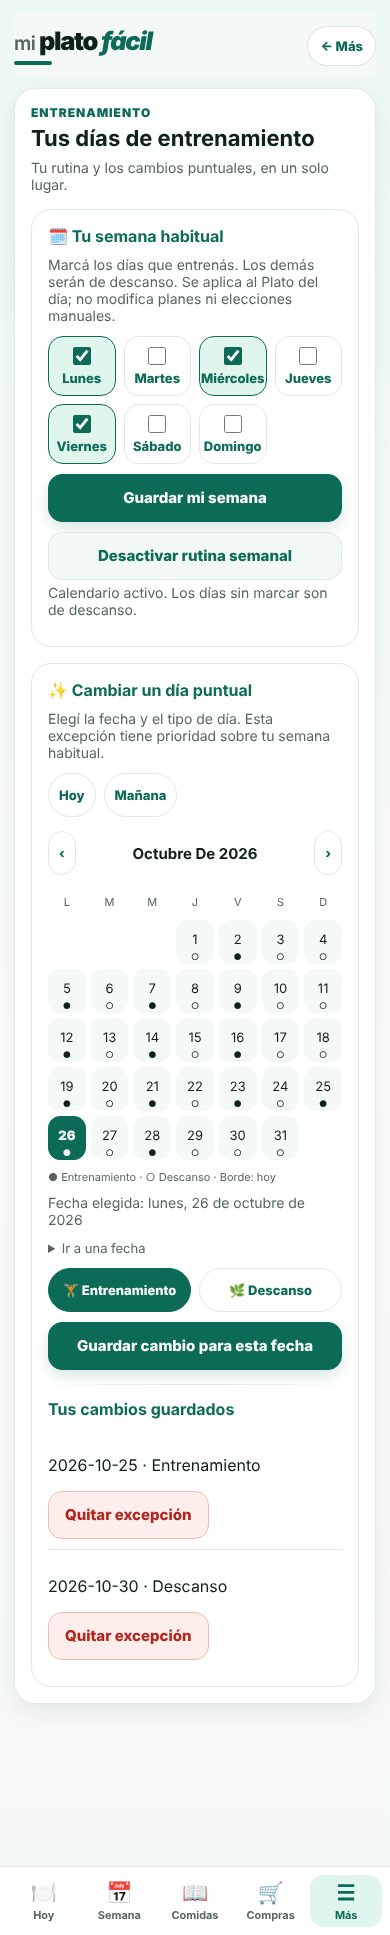 mi plato fácil
← Más
ENTRENAMIENTO
Tus días de entrenamiento
Tu rutina y los cambios puntuales, en un solo
lugar.
🗓️ Tu semana habitual
Marcá los días que entrenás. Los demás
serán de descanso. Se aplica al Plato del
día; no modifica planes ni elecciones
manuales.
Lunes Martes Miércoles Jueves
Viernes Sábado Domingo
Guardar mi semana
Desactivar rutina semanal
Calendario activo. Los días sin marcar son
de descanso.
✨ Cambiar un día puntual
Elegí la fecha y el tipo de día. Esta
excepción tiene prioridad sobre tu semana
habitual.
Hoy Mañana
‹ Octubre De 2026 ›
L M M J V S D
1 2 3 4
○ ● ○ ○
5 6 7 8 9 10 11
● ○ ● ○ ● ○ ○
12 13 14 15 16 17 18
● ○ ● ○ ● ○ ○
19 20 21 22 23 24 25
● ○ ● ○ ● ○ ●
26 27 28 29 30 31
● ○ ● ○ ○ ○
● Entrenamiento · ○ Descanso · Borde: hoy
Fecha elegida: lunes, 26 de octubre de
2026
▶ Ir a una fecha
🏋️ Entrenamiento 🌿 Descanso
Guardar cambio para esta fecha
Tus cambios guardados
2026-10-25 · Entrenamiento
Quitar excepción
2026-10-30 · Descanso
Quitar excepción
🍽️ 📅 📖 🛒 ☰
Hoy Semana Comidas Compras Más